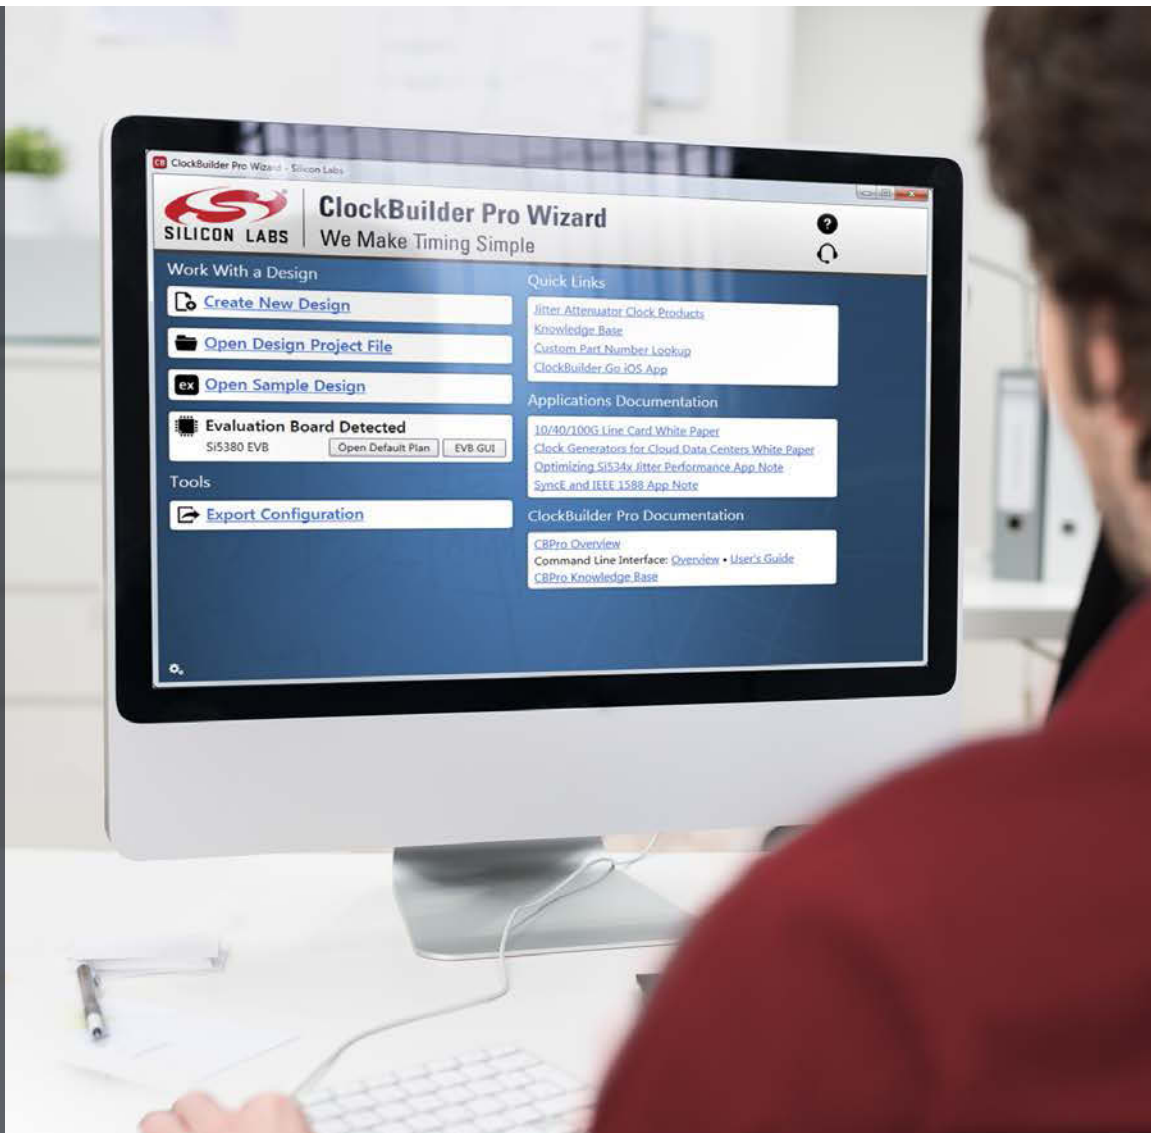 CB ClockBuilder Pro Wizard - Silicon Labs
SILICON LABS
ClockBuilder Pro Wizard
We Make Timing Simple
?
Work With a Design
Create New Design
Open Design Project File
ex Open Sample Design
Evaluation Board Detected
Si5380 EVB Open Default Plan EVB GUI
Tools
Export Configuration
Quick Links
Jitter Attenuator Clock Products
Knowledge Base
Custom Part Number Lookup
ClockBuilder Go iOS App
Applications Documentation
10/40/100G Line Card White Paper
Clock Generators for Cloud Data Centers White Paper
Optimizing Si534x Jitter Performance App Note
SyncE and IEEE 1588 App Note
ClockBuilder Pro Documentation
CBPro Overview
Command Line Interface: Overview • User's Guide
CBPro Knowledge Base